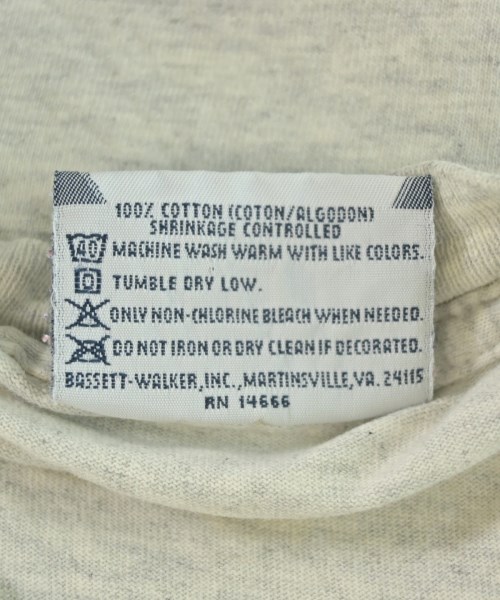 100% COTTON (COTON/ALGODON)
SHRINKAGE CONTROLLED
40 MACHINE WASH WARM WITH LIKE COLORS.
TUMBLE DRY LOW.
ONLY NON-CHLORINE BLEACH WHEN NEEDED.
DO NOT IRON OR DRY CLEAN IF DECORATED.
BASSETT-WALKER, INC., MARTINSVILLE, VA. 24115
RN 14666